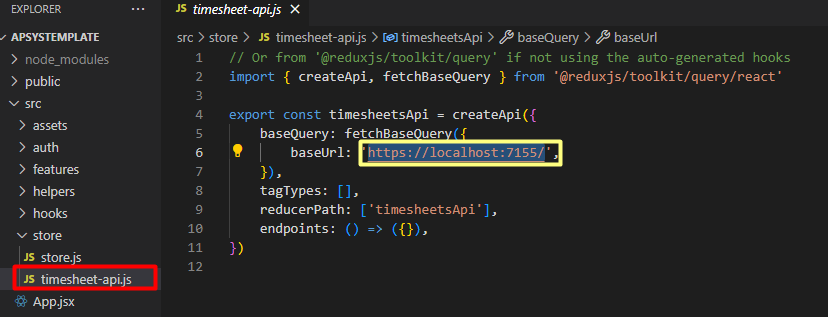 EXPLORER
APSYSTEMPLATE
node_modules
public
src
assets
auth
features
helpers
hooks
store
JS store.js
JS timesheet-api.js
App.jsx
JS timesheet-api.js ×
src > store > JS timesheet-api.js > timesheetsApi > baseQuery > baseUrl
1 // Or from '@reduxjs/toolkit/query' if not using the auto-generated hooks
2 import { createApi, fetchBaseQuery } from '@reduxjs/toolkit/query/react'
3
4 export const timesheetsApi = createApi({
5 baseQuery: fetchBaseQuery({
6 baseUrl: 'https://localhost:7155/',
7 }),
8 tagTypes: [],
9 reducerPath: ['timesheetsApi'],
10 endpoints: () => ({}),
11 })
12